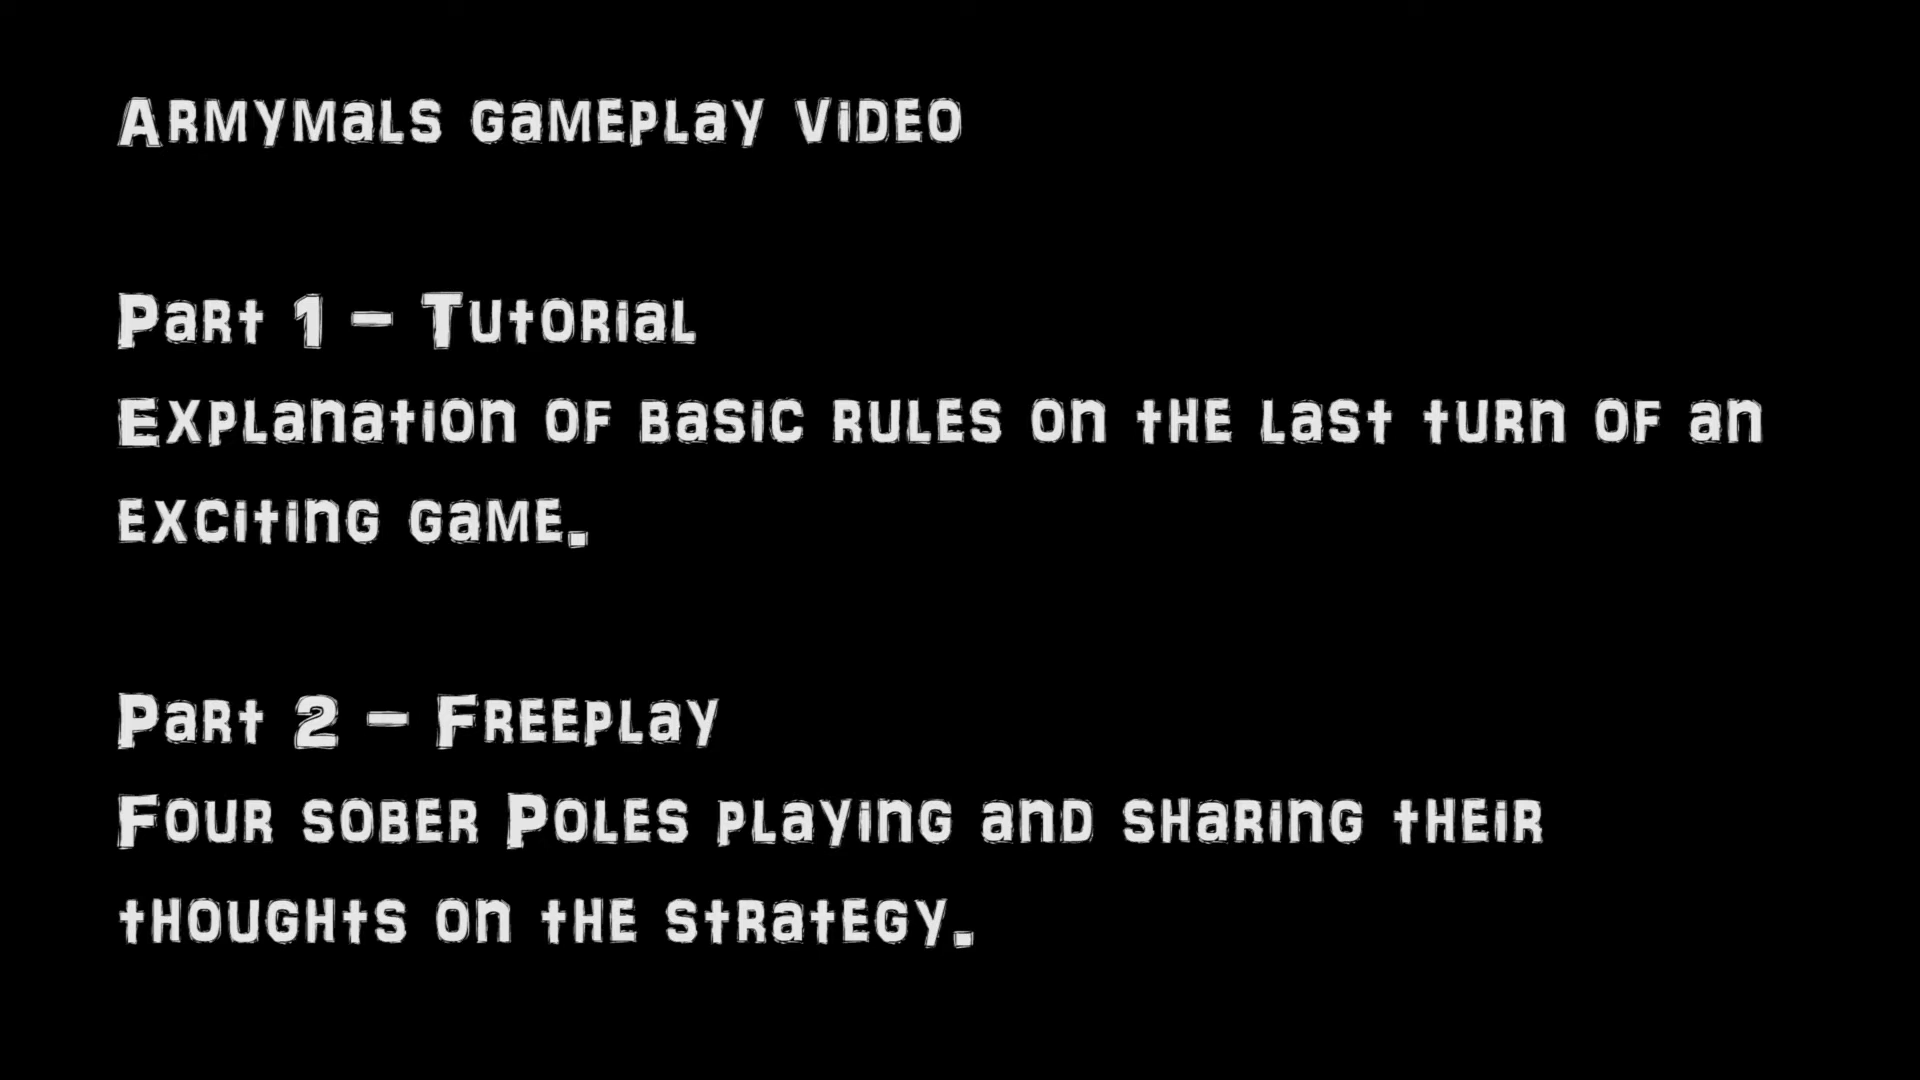 Armymals gameplay video
Part 1 – Tutorial
Explanation of basic rules on the last turn of an
exciting game.
Part 2 – Freeplay
Four sober Poles playing and sharing their
thoughts on the strategy.